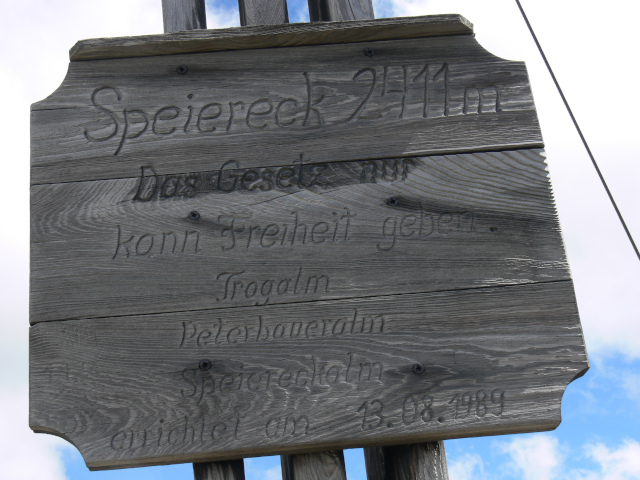 Speiereck 2411m
Das Gesetz nur
kann Freiheit geben.
Trogalm
Peterbaueralm
Speiereckalm
errichtet am 13.08.1989